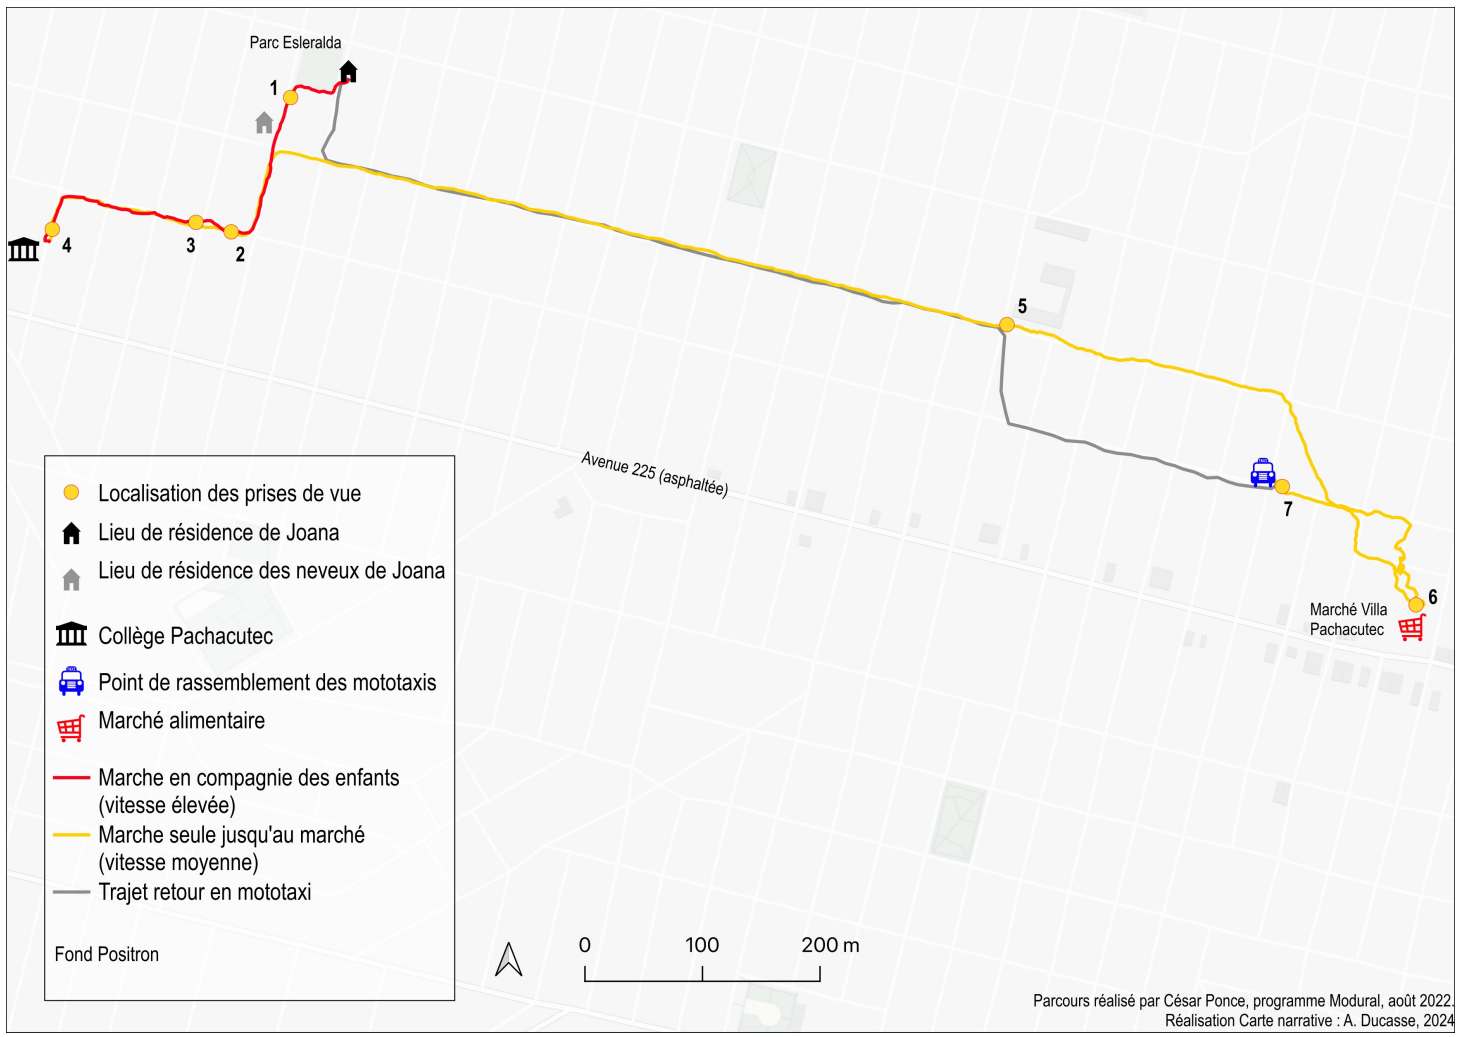 Parc Esleralda
1
4
3
2
5
Avenue 225 (asphaltée)
7
6
Marché Villa
Pachacutec
Localisation des prises de vue
Lieu de résidence de Joana
Lieu de résidence des neveux de Joana
Collège Pachacutec
Point de rassemblement des mototaxis
Marché alimentaire
Marche en compagnie des enfants
(vitesse élevée)
Marche seule jusqu'au marché
(vitesse moyenne)
Trajet retour en mototaxi
Fond Positron
0 100 200 m
Parcours réalisé par César Ponce, programme Modural, août 2022.
Réalisation Carte narrative : A. Ducasse, 2024